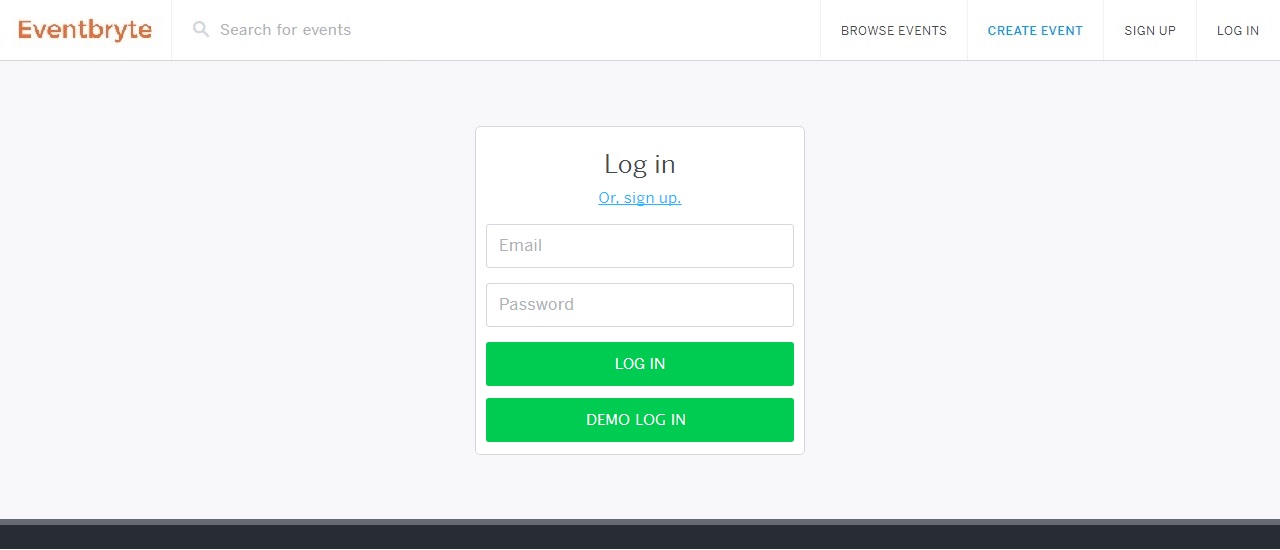 Eventbryte
Search for events
BROWSE EVENTS
CREATE EVENT
SIGN UP
LOG IN
Log in
Or, sign up.
Email
Password
LOG IN
DEMO LOG IN